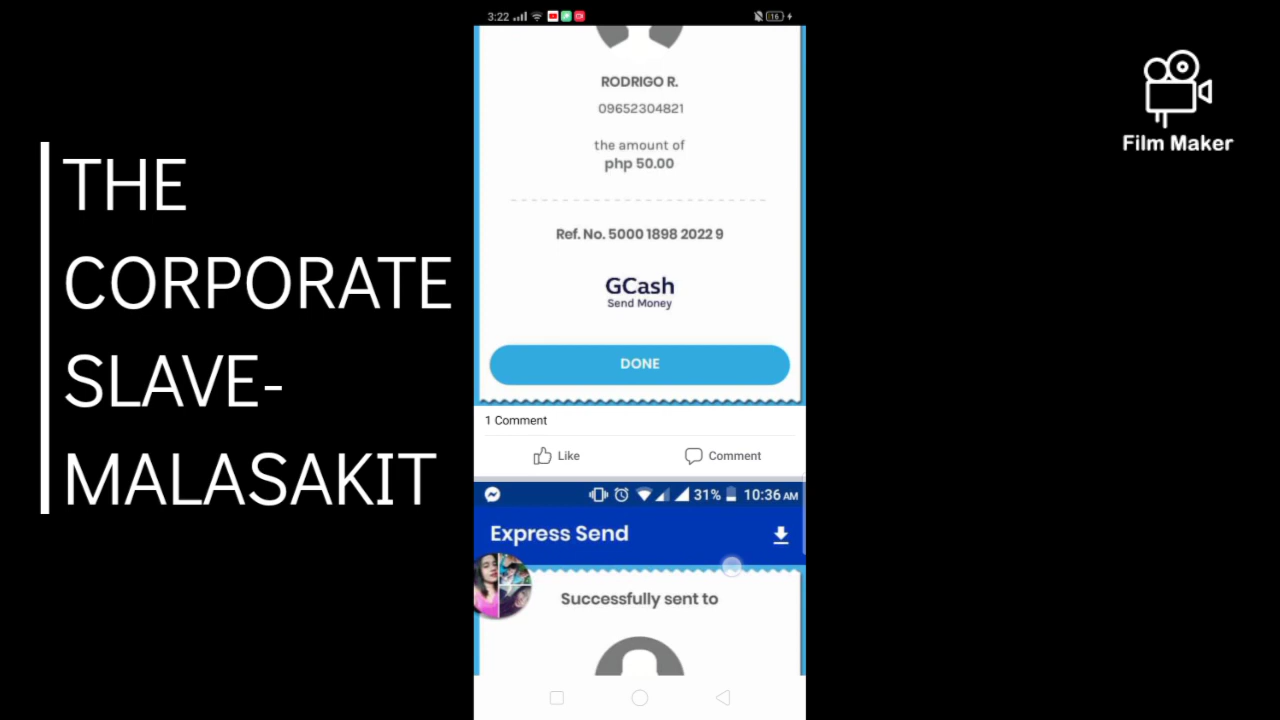 3:22
16
RODRIGO R.
09652304821
the amount of
php 50.00
Ref. No. 5000 1898 2022 9
GCash
Send Money
DONE
1 Comment
Like
Comment
31%
10:36 AM
Express Send
Successfully sent to
THE
CORPORATE
SLAVE-
MALASAKIT
Film Maker